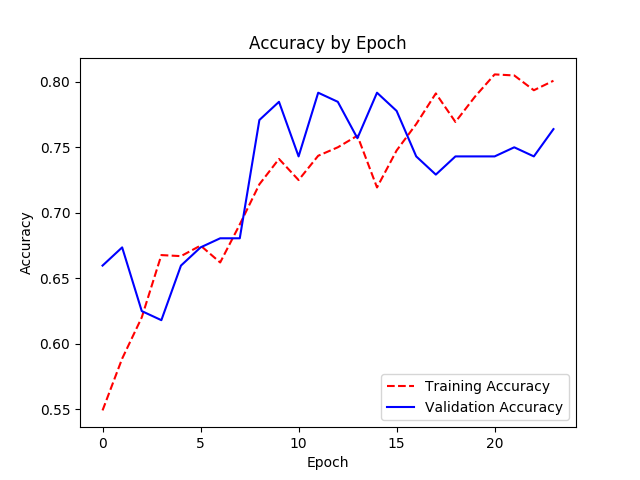 Accuracy by Epoch
Accuracy
0.80
0.75
0.70
0.65
0.60
0.55
Training Accuracy
Validation Accuracy
0 5 10 15 20
Epoch